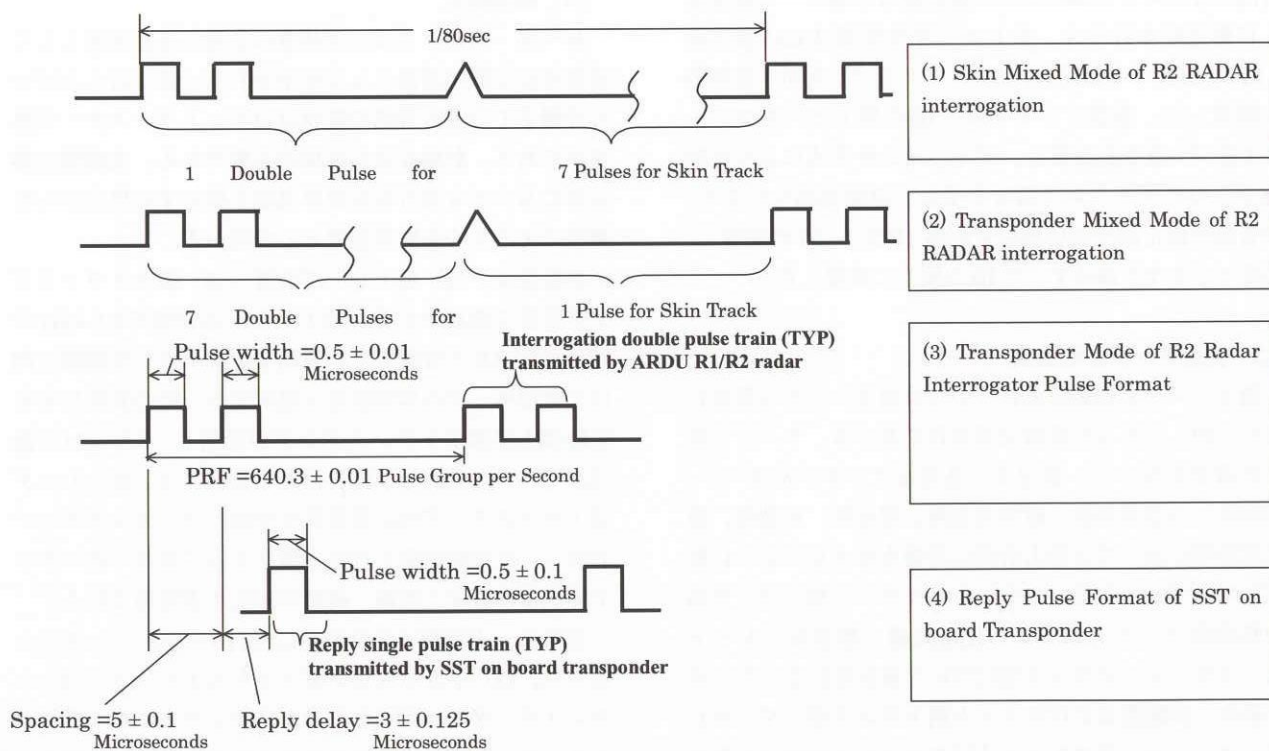 1/80sec
(1) Skin Mixed Mode of R2 RADAR
interrogation
1 Double Pulse for
7 Pulses for Skin Track
(2) Transponder Mixed Mode of R2
RADAR interrogation
7 Double Pulses for
1 Pulse for Skin Track
Pulse width =0.5 ± 0.01
Microseconds
Interrogation double pulse train (TYP)
transmitted by ARDU R1/R2 radar
(3) Transponder Mode of R2 Radar
Interrogator Pulse Format
PRF =640.3 ± 0.01 Pulse Group per Second
Pulse width =0.5 ± 0.1
Microseconds
(4) Reply Pulse Format of SST on
board Transponder
Reply single pulse train (TYP)
transmitted by SST on board transponder
Spacing =5 ± 0.1
Microseconds
Reply delay =3 ± 0.125
Microseconds